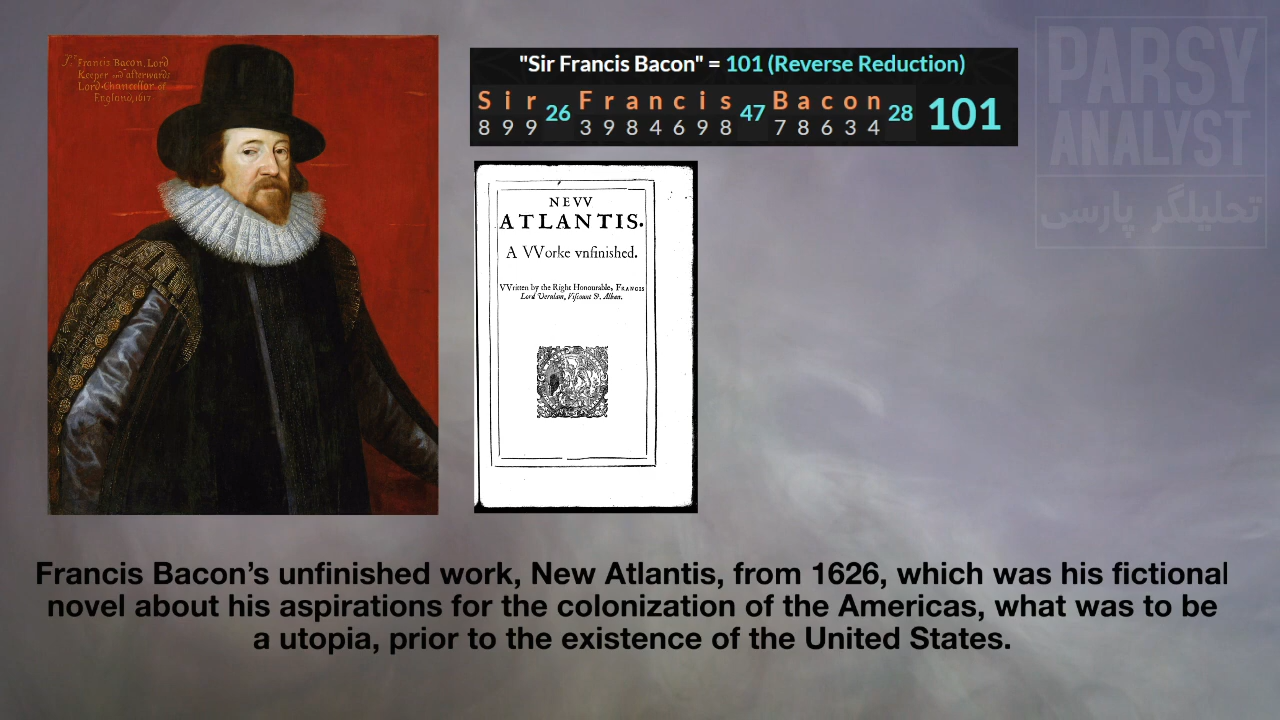 Sr Francis Bacon, Lord
Keeper and afterwards
Lord Chancellor of
England, 1617
"Sir Francis Bacon" = 101 (Reverse Reduction)
S i r 26 F r a n c i s 47 B a c o n 28 101
8 9 9 3 9 8 4 6 9 8 7 8 6 3 4
NEVV
ATLANTIS.
A VVorke vnfinished.
VVritten by the Right Honourable, FRANCIS
Lord Verulam, Viscount St. Alban.
PARSY
ANALYST
تحلیلگر پارسی
Francis Bacon’s unfinished work, New Atlantis, from 1626, which was his fictional
novel about his aspirations for the colonization of the Americas, what was to be
a utopia, prior to the existence of the United States.